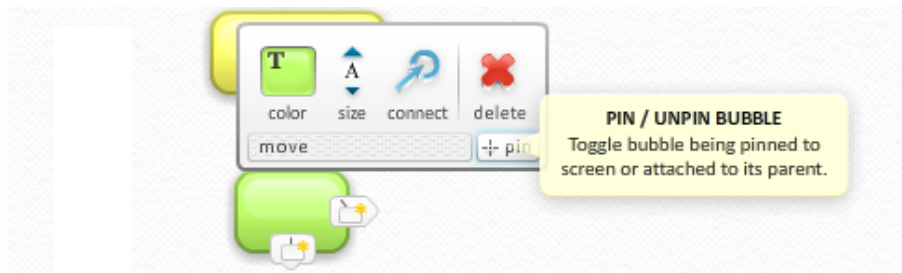 T
A
color size connect delete
move pin
PIN / UNPIN BUBBLE
Toggle bubble being pinned to
screen or attached to its parent.